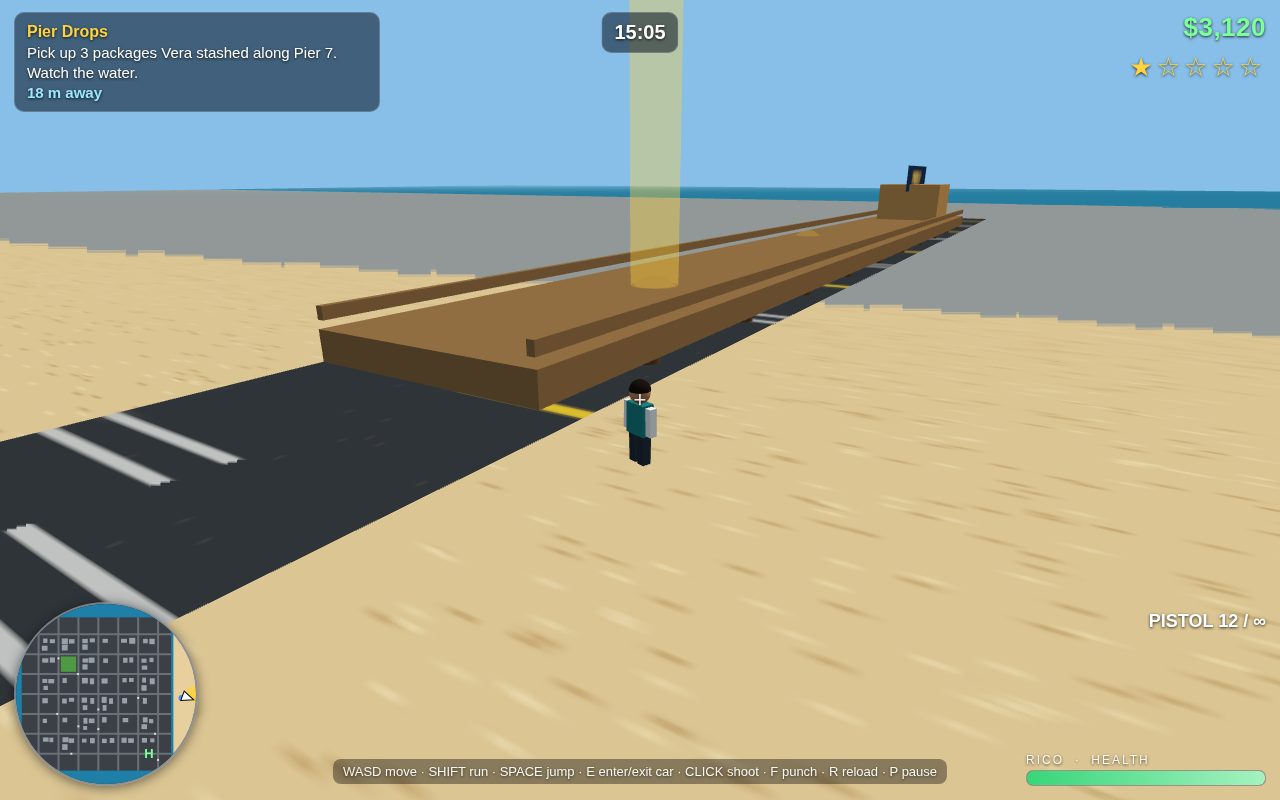 Pier Drops
Pick up 3 packages Vera stashed along Pier 7.
Watch the water.
18 m away
15:05
$3,120
PISTOL 12 / ∞
H
RICO · HEALTH
WASD move · SHIFT run · SPACE jump · E enter/exit car · CLICK shoot · F punch · R reload · P pause